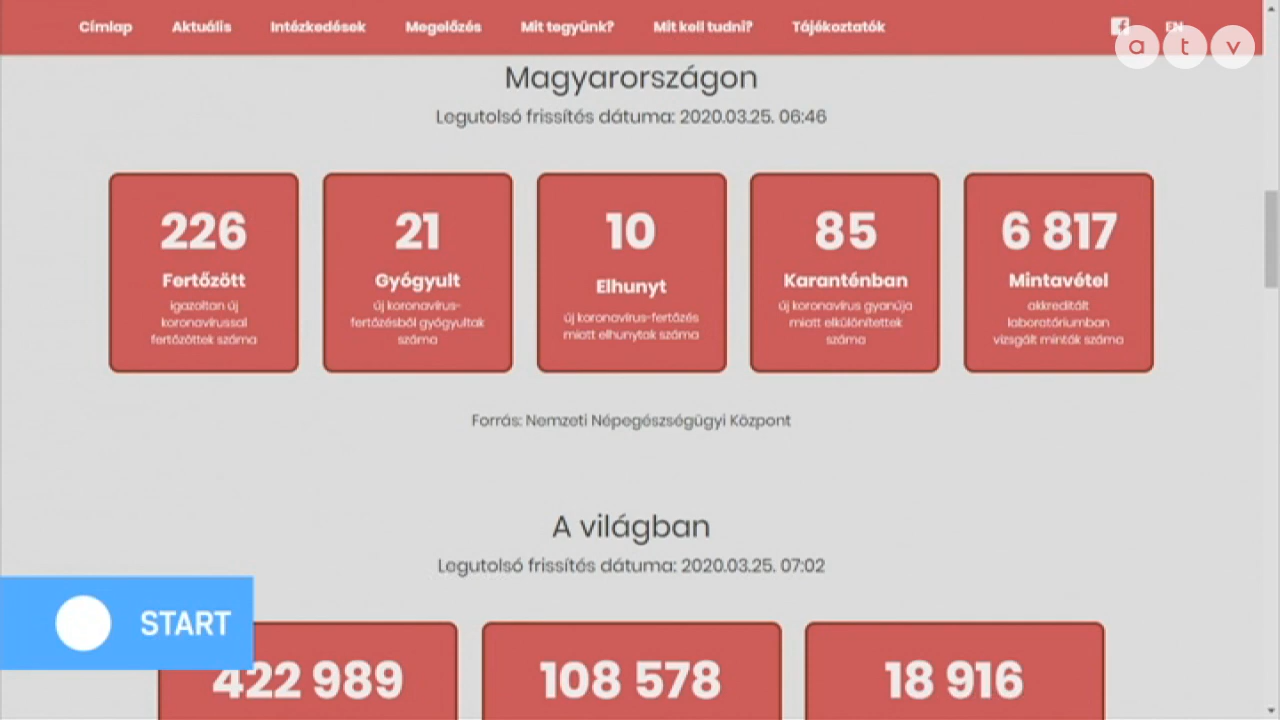 Címlap Aktuális Intézkedések Megelőzés Mit tegyünk? Mit kell tudni? Tájékoztatók EN
a t v
Magyarországon
Legutolsó frissítés dátuma: 2020.03.25. 06:46
226
Fertőzött
igazoltan új
koronavírussal
fertőzöttek száma
21
Gyógyult
új koronavírus-
fertőzésből gyógyultak
száma
10
Elhunyt
új koronavírus-fertőzés
miatt elhunytak száma
85
Karanténban
új koronavírus gyanúja
miatt elkülönítettek
száma
6 817
Mintavétel
akkreditált
laboratóriumban
vizsgált minták száma
Forrás: Nemzeti Népegészségügyi Központ
A világban
Legutolsó frissítés dátuma: 2020.03.25. 07:02
START
422 989
108 578
18 916